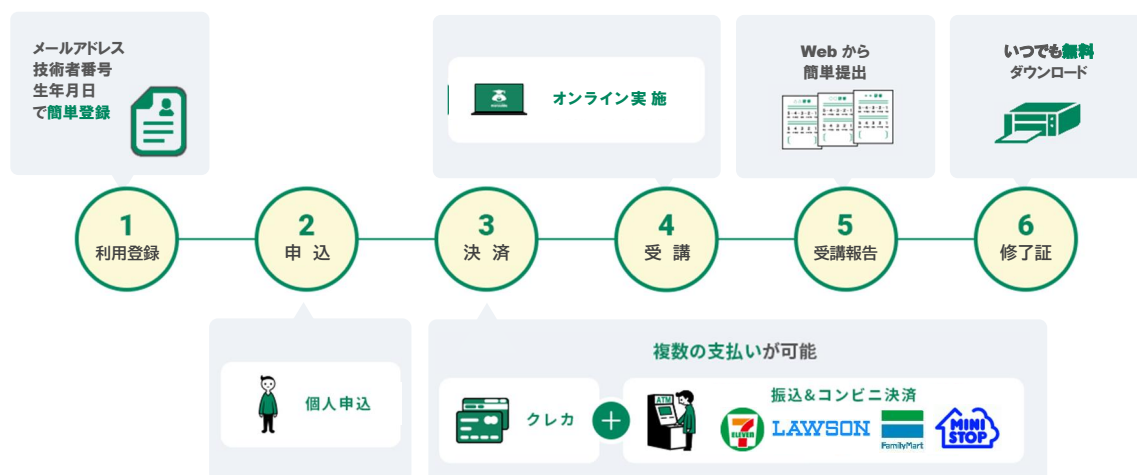 メールアドレス
技術者番号
生年月日
で簡単登録
オンライン実 施
Web から
簡単提出
いつでも無料
ダウンロード
1
利用登録
2
申 込
3
決 済
4
受 講
5
受講報告
6
修了証
個人申込
複数の支払いが可能
クレカ
+
ATM
振込&コンビニ決済
7
ELEVEN
LAWSON
FamilyMart
MINI
STOP